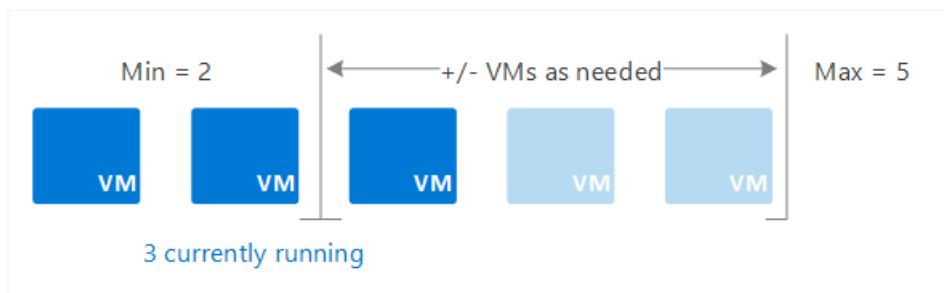 Min = 2
+/- VMs as needed
Max = 5
VM
VM
VM
VM
VM
3 currently running